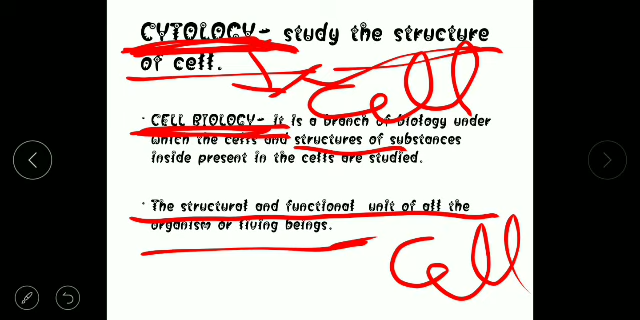 CYTOLOGY- study the structure
of cell.
Cell
· CELL BIOLOGY- it is a branch of biology under
which the cells and structures of substances
inside present in the cells are studied.
· The structural and functional unit of all the
organism or living beings.
Cell